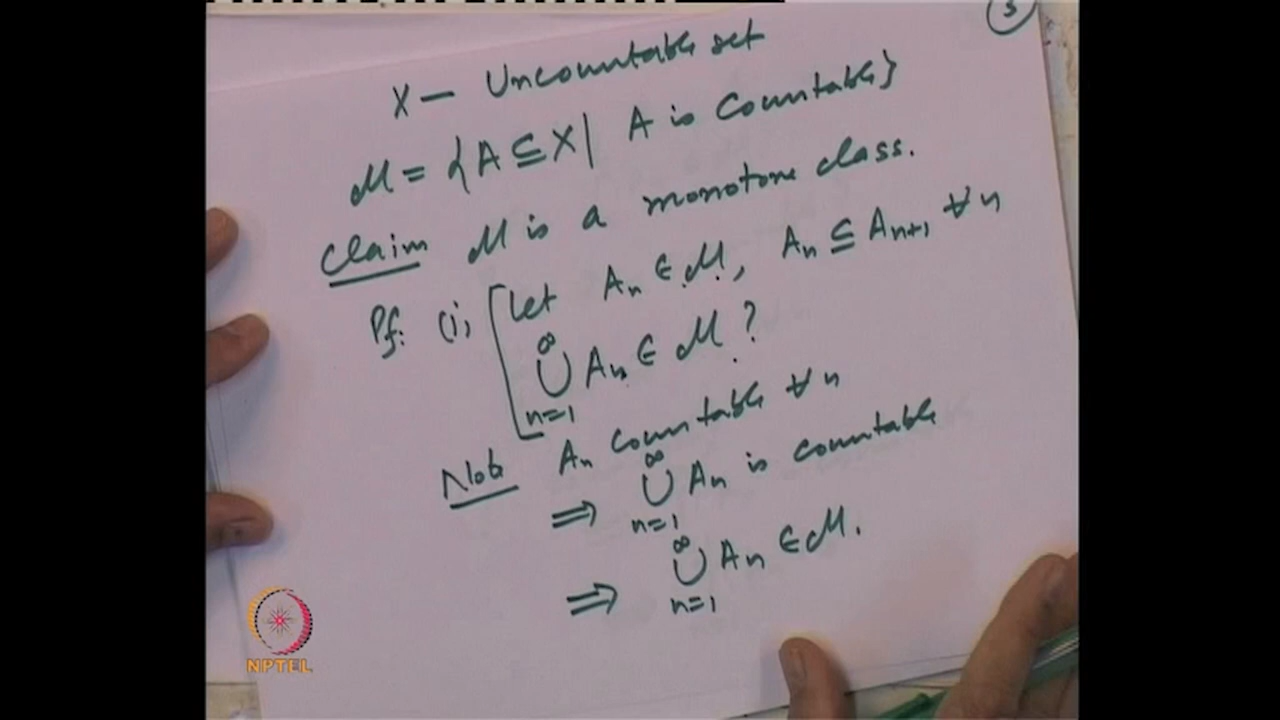 3
X — Uncountable set
M = {A ⊆ X | A is Countable}
Claim M is a monotone class.
Pf: (i) Let An ∈ M, An ⊆ An+1 ∀ n
∞ ⋃ n=1 An ∈ M ?
Note An countable ∀ n
⇒ ∞ ⋃ n=1 An is countable
⇒ ∞ ⋃ n=1 An ∈ M.
NPTEL